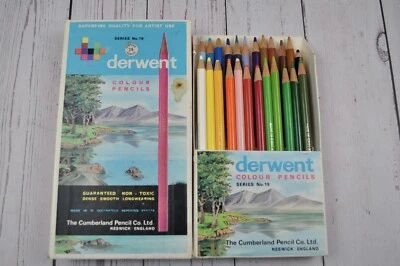 SUPERFINE QUALITY FOR ARTIST USE
SERIES No.19
derwent
COLOUR
PENCILS
GUARANTEED NON - TOXIC
DENSE SMOOTH LONGWEARING
The Cumberland Pencil Co. Ltd.
KESWICK / ENGLAND
derwent
COLOUR PENCILS
SERIES No.19
The Cumberland Pencil Co. Ltd.
KESWICK / ENGLAND